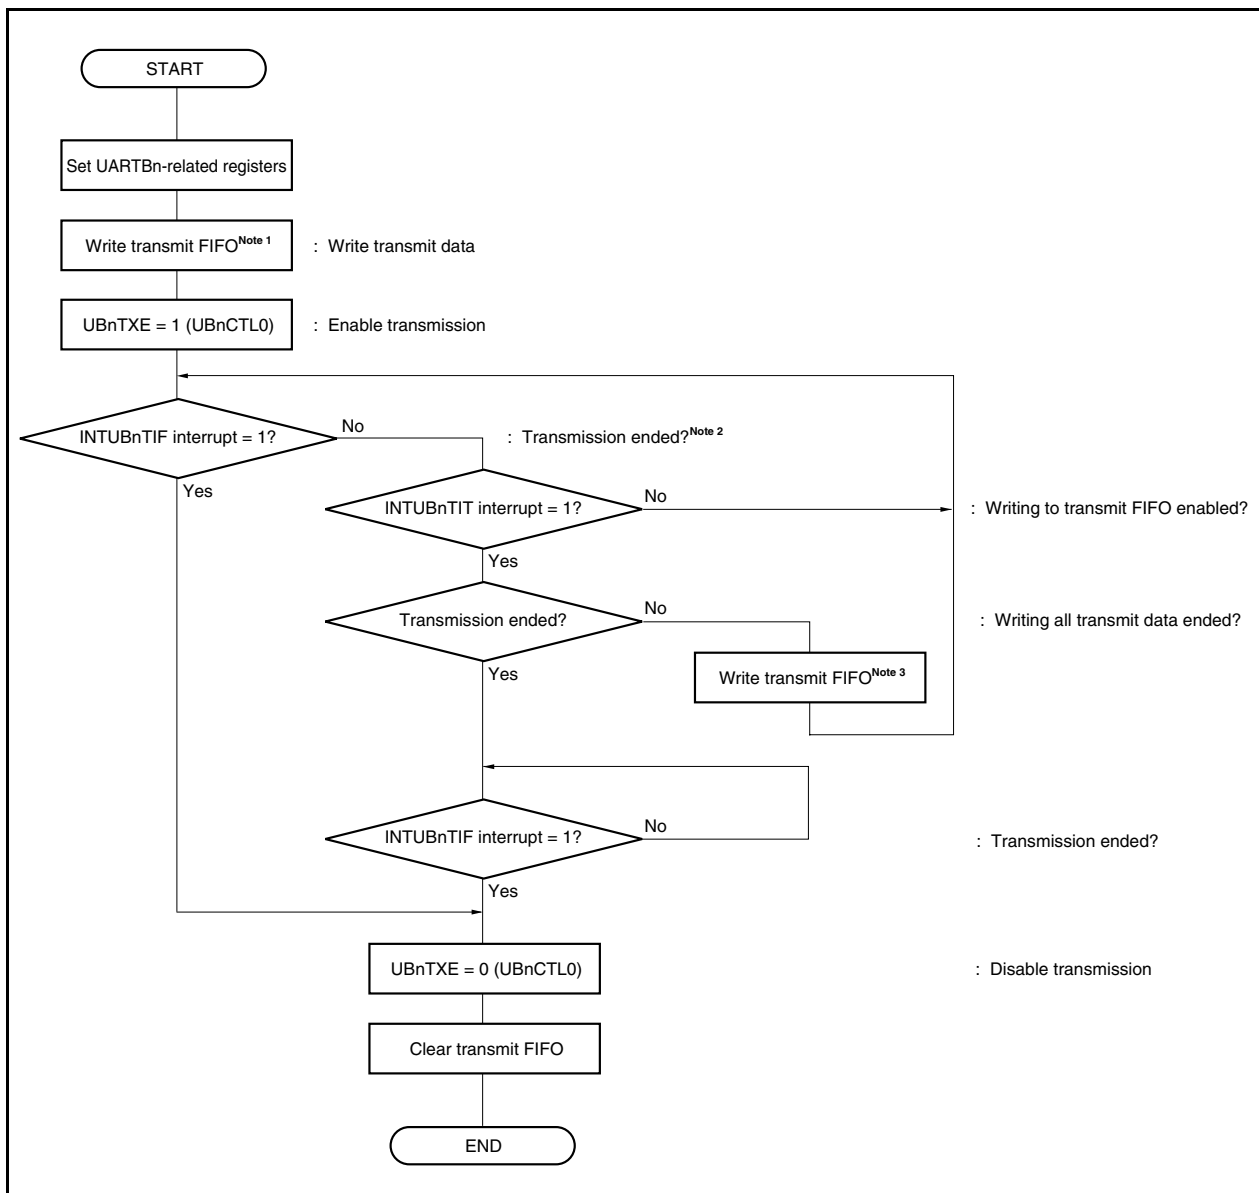 START
Set UARTBn-related registers
Write transmit FIFONote 1 : Write transmit data
UBnTXE = 1 (UBnCTL0) : Enable transmission
INTUBnTIF interrupt = 1? No : Transmission ended?Note 2
Yes
INTUBnTIT interrupt = 1? No : Writing to transmit FIFO enabled?
Yes
Transmission ended? No : Writing all transmit data ended?
Yes
Write transmit FIFONote 3
INTUBnTIF interrupt = 1? No : Transmission ended?
Yes
UBnTXE = 0 (UBnCTL0) : Disable transmission
Clear transmit FIFO
END